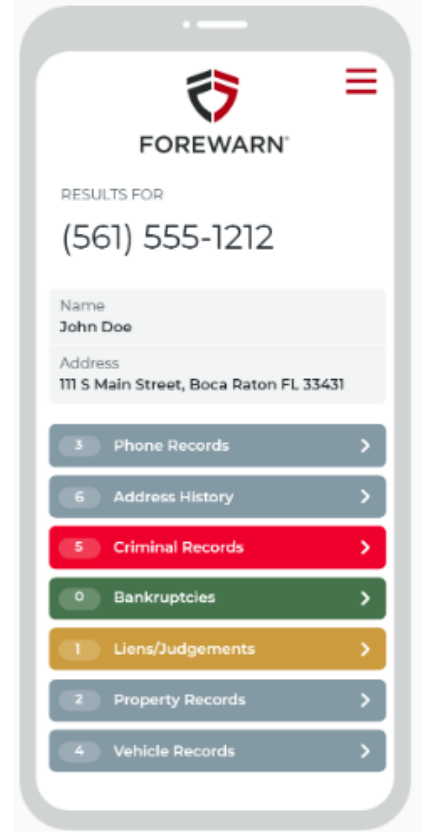 FOREWARN®
RESULTS FOR
(561) 555-1212
Name
John Doe
Address
111 S Main Street, Boca Raton FL 33431
3 Phone Records
6 Address History
5 Criminal Records
0 Bankruptcies
1 Liens/Judgements
2 Property Records
4 Vehicle Records